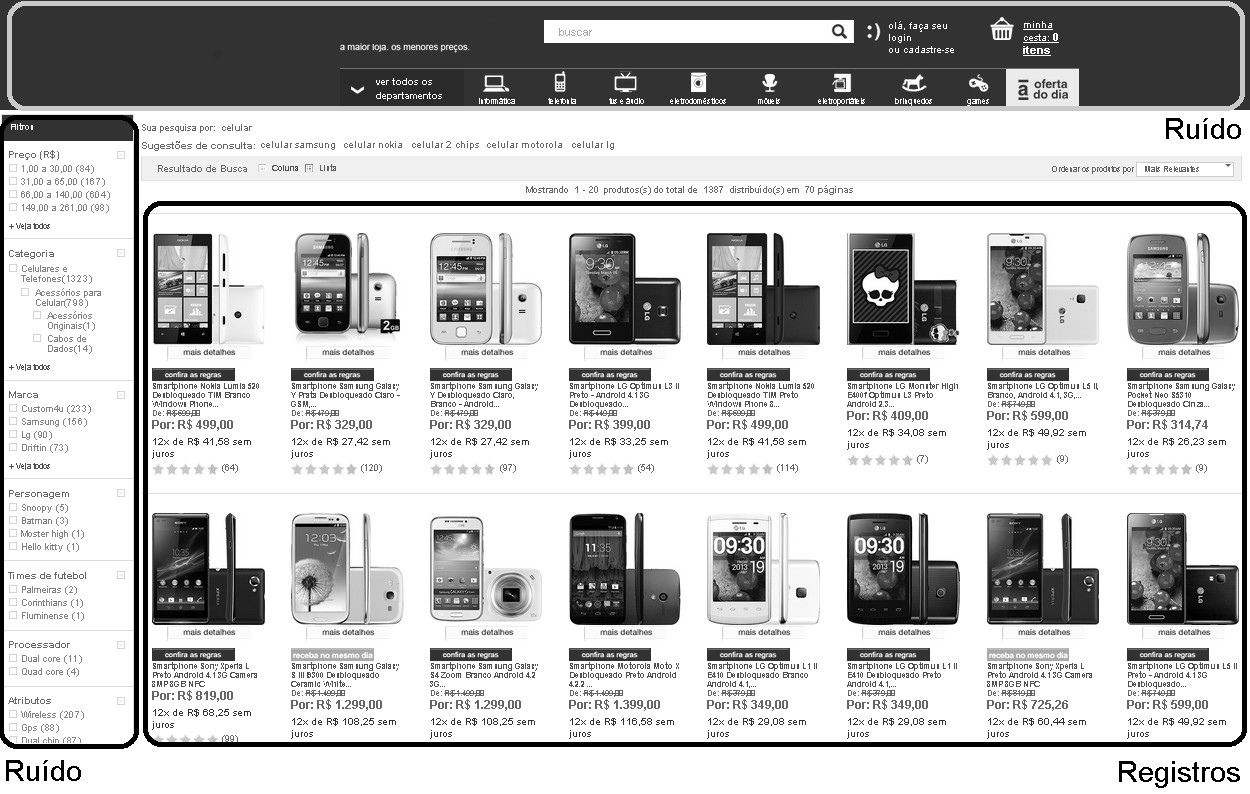 buscar
:) olá, faça seu
login
ou cadastre-se
minha
cesta: 0
itens
a maior loja. os menores preços.
ver todos os
departamentos
informática
telefonia
tvs e áudio
eletrodomésticos
móveis
eletroportáteis
brinquedos
games
a oferta
do dia
Ruído
Filtros
Preço (R$)
1,00 a 30,00 (84)
31,00 a 65,00 (167)
66,00 a 140,00 (604)
149,00 a 261,00 (98)
+ Veja todos
Categoria
Celulares e
Telefones(1323)
Acessórios para
Celular(798)
Acessórios
Originais(1)
Cabos de
Dados(14)
+ Veja todos
Marca
Custom4u (233)
Samsung (156)
Lg (90)
Driftin (73)
+ Veja todos
Personagem
Snoopy (5)
Batman (3)
Moster high (1)
Hello kitty (1)
Times de futebol
Palmeiras (2)
Corinthians (1)
Fluminense (1)
Processador
Dual core (11)
Quad core (4)
Atributos
Wireless (207)
Gps (88)
Dual chip (87)
Ruído
Sua pesquisa por: celular
Sugestões de consulta: celular samsung celular nokia celular 2 chips celular motorola celular lg
Resultado de Busca Coluna Lista
Ordenar os produtos por Mais Relevantes
Mostrando 1 - 20 produtos(s) do total de 1387 distribuído(s) em 70 páginas
mais detalhes
confira as regras
Smartphone Nokia Lumia 520
Desbloqueado TIM Branco
Windows Phone...
De: R$ 699,00
Por: R$ 499,00
12x de R$ 41,58 sem
juros
(64)
2GB
mais detalhes
confira as regras
Smartphone Samsung Galaxy
Y Prata Desbloqueado Claro -
GSM,...
De: R$ 479,00
Por: R$ 329,00
12x de R$ 27,42 sem
juros
(120)
mais detalhes
confira as regras
Smartphone Samsung Galaxy
Y Desbloqueado Claro,
Branco - Android...
De: R$ 479,00
Por: R$ 329,00
12x de R$ 27,42 sem
juros
(97)
mais detalhes
confira as regras
Smartphone LG Optimus L3 II
Preto - Android 4.1 3G
Desbloqueado...
De: R$ 449,00
Por: R$ 399,00
12x de R$ 33,25 sem
juros
(54)
mais detalhes
confira as regras
Smartphone Nokia Lumia 520
Desbloqueado TIM Preto
Windows Phone 8...
De: R$ 699,00
Por: R$ 499,00
12x de R$ 41,58 sem
juros
(114)
mais detalhes
confira as regras
Smartphone LG Monster High
E400f Optimus L3 Preto
Android 2.3...
Por: R$ 409,00
12x de R$ 34,08 sem
juros
(7)
mais detalhes
confira as regras
Smartphone LG Optimus L5 II,
Branco, Android 4.1, 3G,...
De: R$ 749,00
Por: R$ 599,00
12x de R$ 49,92 sem
juros
(9)
mais detalhes
confira as regras
Smartphone Samsung Galaxy
Pocket Neo S5310
Desbloqueado Cinza...
De: R$ 379,00
Por: R$ 314,74
12x de R$ 26,23 sem
juros
(9)
mais detalhes
confira as regras
Smartphone Sony Xperia L
Preto Android 4.1 3G Camera
8MP 8GB NFC
Por: R$ 819,00
12x de R$ 68,25 sem
juros
(99)
mais detalhes
receba no mesmo dia
Smartphone Samsung Galaxy
S III I9300 Desbloqueado
Ceramic White...
De: R$ 1.499,00
Por: R$ 1.299,00
12x de R$ 108,25 sem
juros
mais detalhes
confira as regras
Smartphone Samsung Galaxy
S4 Zoom Branco Android 4.2
3G...
De: R$ 1.499,00
Por: R$ 1.299,00
12x de R$ 108,25 sem
juros
mais detalhes
confira as regras
Smartphone Motorola Moto X
Desbloqueado Preto Android
4.2.2 ...
De: R$ 1.499,00
Por: R$ 1.399,00
12x de R$ 116,58 sem
juros
mais detalhes
confira as regras
Smartphone LG Optimus L1 II
E410 Desbloqueado Branco
Android 4.1,...
De: R$ 379,00
Por: R$ 349,00
12x de R$ 29,08 sem
juros
mais detalhes
confira as regras
Smartphone LG Optimus L1 II
E410 Desbloqueado Preto
Android 4.1,...
De: R$ 379,00
Por: R$ 349,00
12x de R$ 29,08 sem
juros
mais detalhes
receba no mesmo dia
Smartphone Sony Xperia L
Preto Android 4.1 3G Camera
8MP 8GB NFC
De: R$ 819,00
Por: R$ 725,26
12x de R$ 60,44 sem
juros
mais detalhes
confira as regras
Smartphone LG Optimus L5 II
Preto - Android 4.1 3G
Desbloqueado...
De: R$ 749,00
Por: R$ 599,00
12x de R$ 49,92 sem
juros
Registros